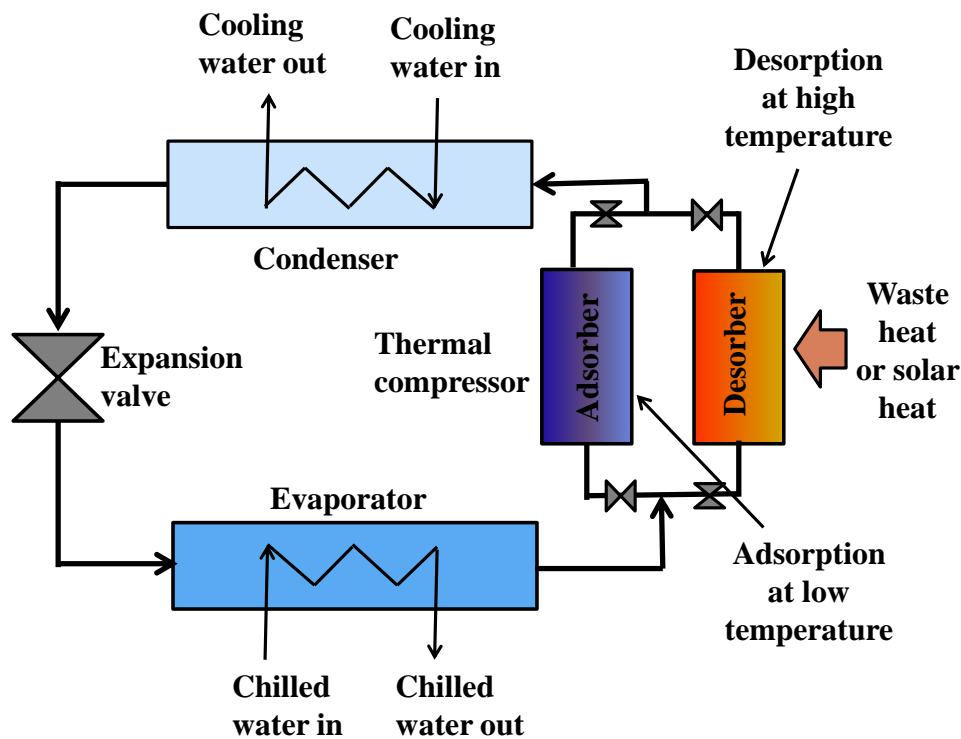 Cooling
water out
Cooling
water in
Desorption
at high
temperature
Condenser
Expansion
valve
Thermal
compressor
Adsorber
Desorber
Waste
heat
or solar
heat
Evaporator
Adsorption
at low
temperature
Chilled
water in
Chilled
water out